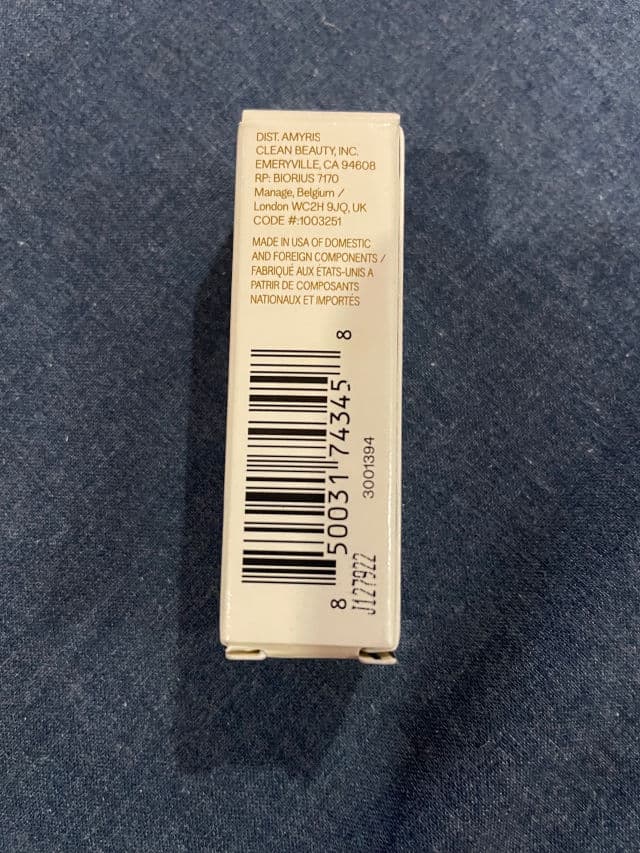 DIST. AMYRIS
CLEAN BEAUTY, INC.
EMERYVILLE, CA 94608
RP: BIORIUS 7170
Manage, Belgium /
London WC2H 9JQ, UK
CODE #:1003251
MADE IN USA OF DOMESTIC
AND FOREIGN COMPONENTS /
FABRIQUÉ AUX ÉTATS-UNIS A
PATRIR DE COMPOSANTS
NATIONAUX ET IMPORTÉS
8 50031 74345 8
3001394
J127922